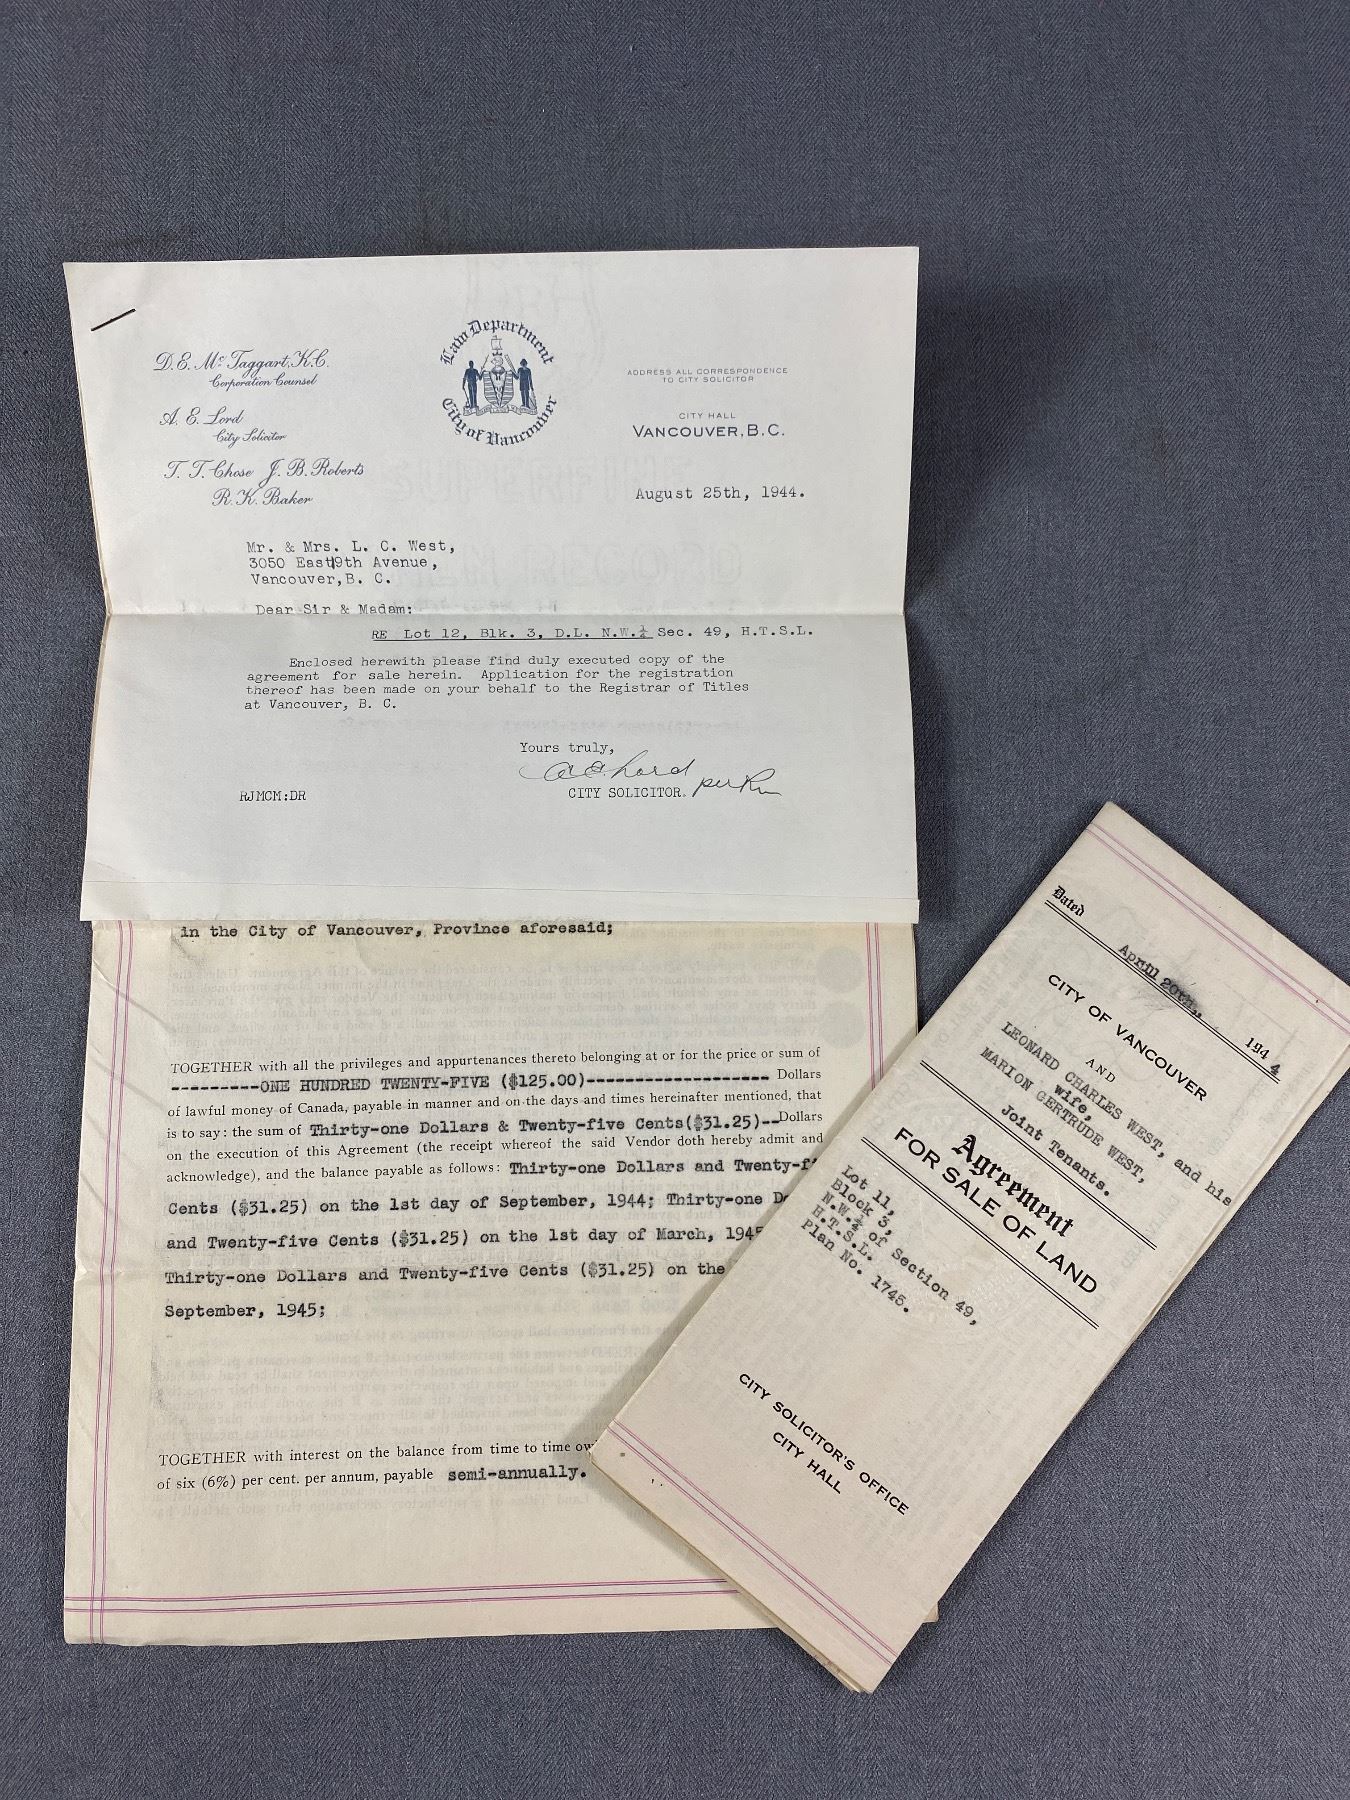 D. E. Mc Taggart, K.C.
Corporation Counsel
A. E. Lord
City Solicitor
T. T. Chose J. B. Roberts
R. K. Baker
Law Department
City of Vancouver
ADDRESS ALL CORRESPONDENCE
TO CITY SOLICITOR
CITY HALL
VANCOUVER, B.C.
August 25th, 1944.
Mr. & Mrs. L. C. West,
3050 East 19th Avenue,
Vancouver, B. C.
Dear Sir & Madam:
RE Lot 12, Blk. 3, D.L. N.W.¼ Sec. 49, H.T.S.L.
Enclosed herewith please find duly executed copy of the
agreement for sale herein. Application for the registration
thereof has been made on your behalf to the Registrar of Titles
at Vancouver, B. C.
Yours truly,
A E Lord per
CITY SOLICITOR.
RJMCM:DR
in the City of Vancouver, Province aforesaid;
TOGETHER with all the privileges and appurtenances thereto belonging at or for the price or sum of
---------ONE HUNDRED TWENTY-FIVE ($125.00)------------------- Dollars
of lawful money of Canada, payable in manner and on the days and times hereinafter mentioned, that
is to say: the sum of Thirty-one Dollars & Twenty-five Cents($31.25)--Dollars
on the execution of this Agreement (the receipt whereof the said Vendor doth hereby admit and
acknowledge), and the balance payable as follows: Thirty-one Dollars and Twenty-f
Cents ($31.25) on the 1st day of September, 1944; Thirty-one Do
and Twenty-five Cents ($31.25) on the 1st day of March, 1945
Thirty-one Dollars and Twenty-five Cents ($31.25) on the
September, 1945;
TOGETHER with interest on the balance from time to time ow
of six (6%) per cent. per annum, payable semi-annually.
Dated
April 20th, 1944
CITY OF VANCOUVER
AND
LEONARD CHARLES WEST, and his
wife,
MARION GERTRUDE WEST,
Joint Tenants.
Agreement
FOR SALE OF LAND
Lot 11,
Block 3,
N.W.¼ of Section 49,
H.T.S.L.
Plan No. 1745.
CITY SOLICITOR'S OFFICE
CITY HALL